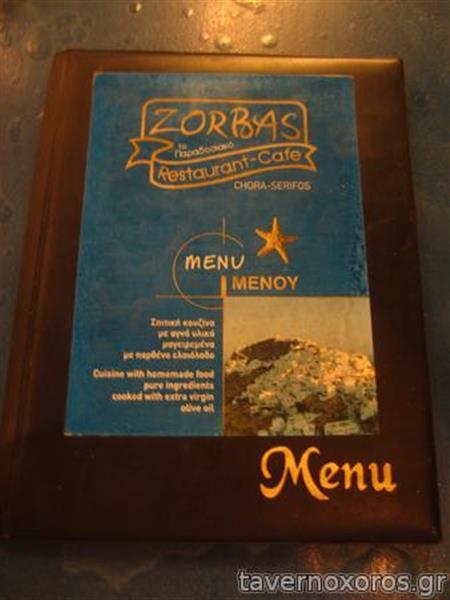 ZORBAS
το Παραδοσιακό
Restaurant-Cafe
CHORA-SERIFOS
MENU
ΜΕΝΟΥ
Σπιτική κουζίνα
με αγνά υλικά
μαγειρεμένα
με παρθένο ελαιόλαδο
Cuisine with homemade food
pure ingredients
cooked with extra virgin
olive oil
Menu
tavernoxoros.gr